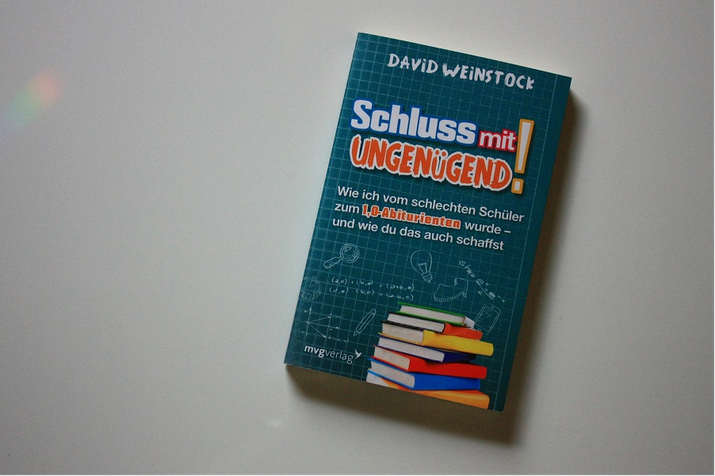 DAViD WEiNSTOCK
Schluss mit
UNGENÜGEND!
Wie ich vom schlechten Schüler
zum 1,0-Abiturienten wurde –
und wie du das auch schaffst
mvgverlag